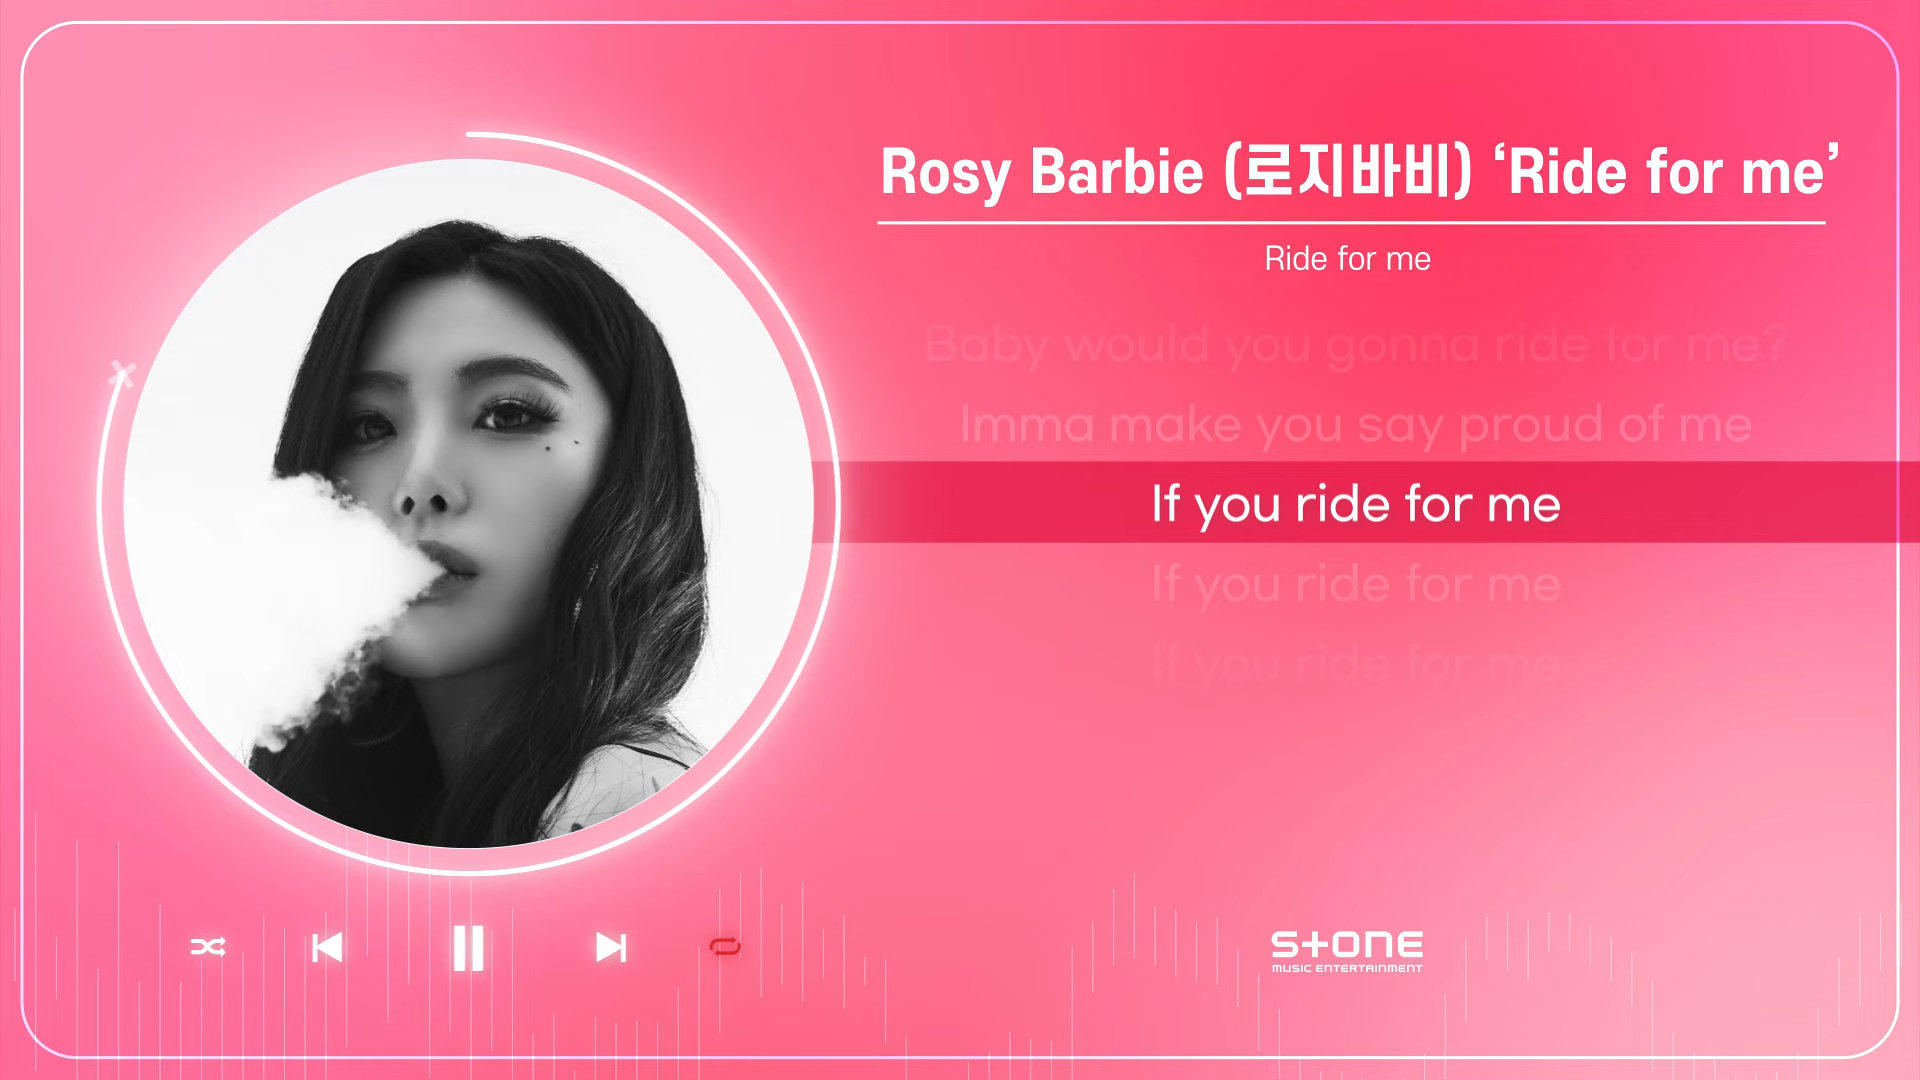 Rosy Barbie (로지바비) ‘Ride for me’
Ride for me
Baby would you gonna ride for me?
Imma make you say proud of me
If you ride for me
If you ride for me
If you ride for me
STONE
MUSIC ENTERTAINMENT